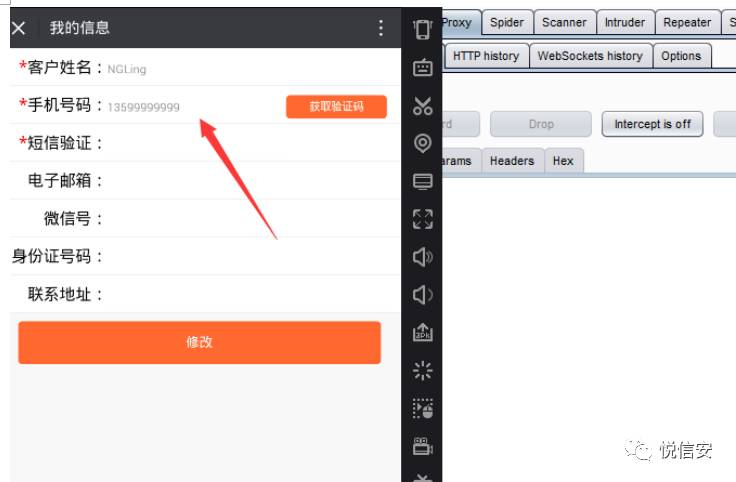 我的信息
*客户姓名：NGLing
*手机号码：13599999999 获取验证码
*短信验证：
电子邮箱：
微信号：
身份证号码：
联系地址：
修改
Proxy Spider Scanner Intruder Repeater S
HTTP history WebSockets history Options
rd Drop Intercept is off
arams Headers Hex
悦信安